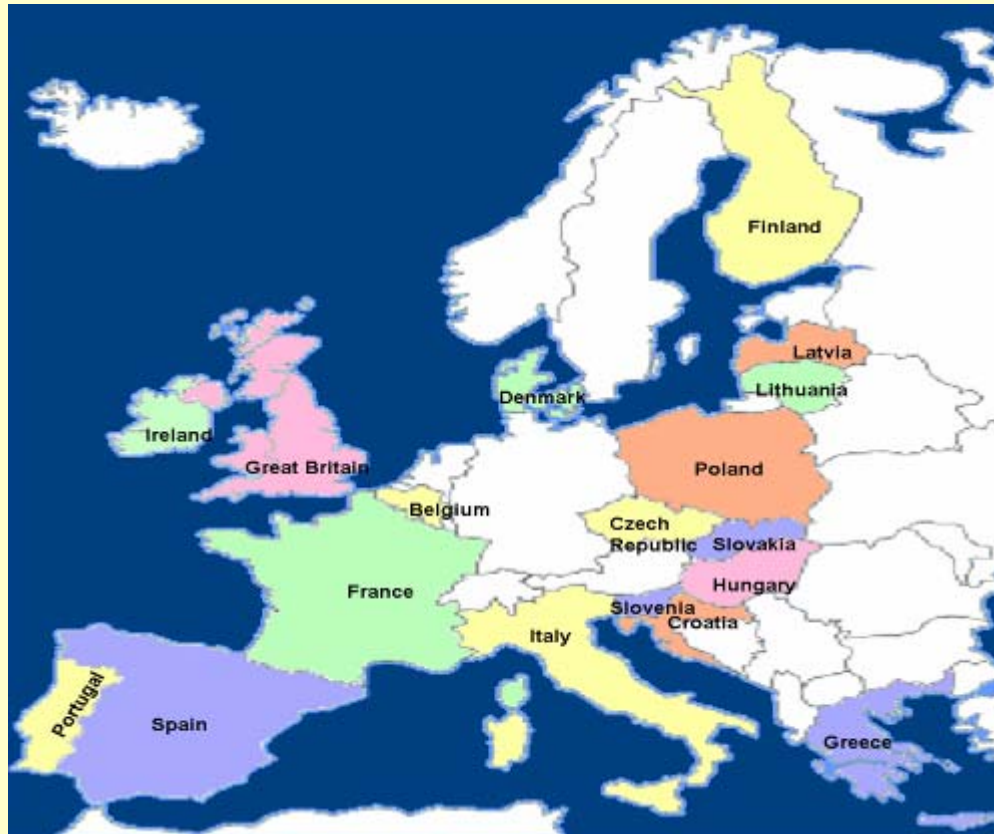 Finland
Latvia
Lithuania
Denmark
Ireland
Great Britain
Poland
Belgium
Czech
Republic
Slovakia
France
Hungary
Slovenia
Croatia
Italy
Portugal
Spain
Greece